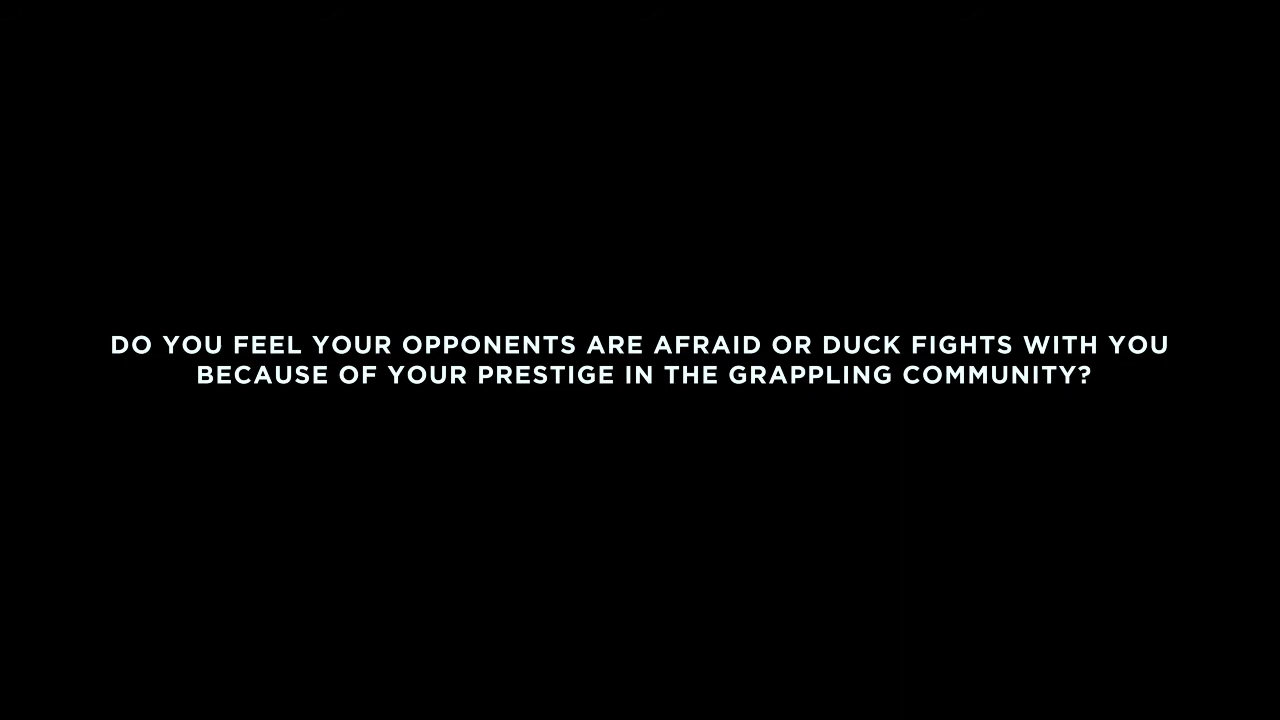 DO YOU FEEL YOUR OPPONENTS ARE AFRAID OR DUCK FIGHTS WITH YOU
BECAUSE OF YOUR PRESTIGE IN THE GRAPPLING COMMUNITY?